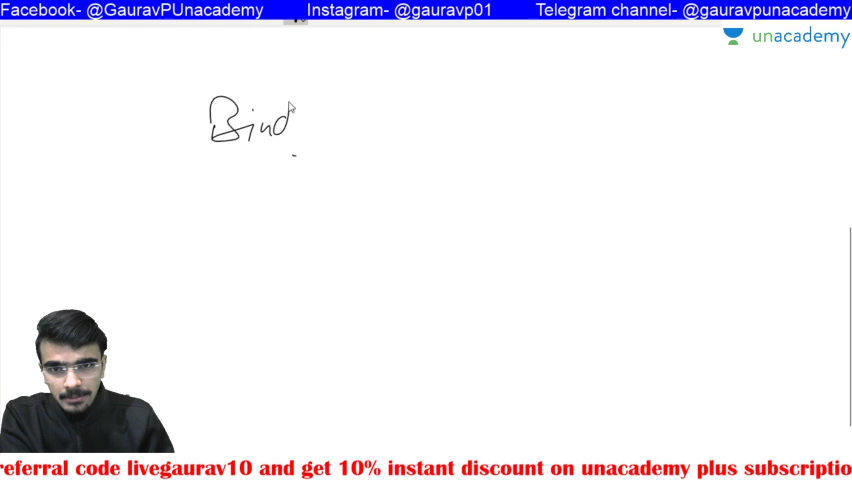 Facebook- @GauravPUnacademy Instagram- @gauravp01 Telegram channel- @gauravpunacademy
unacademy
Bind
referral code livegaurav10 and get 10% instant discount on unacademy plus subscriptio